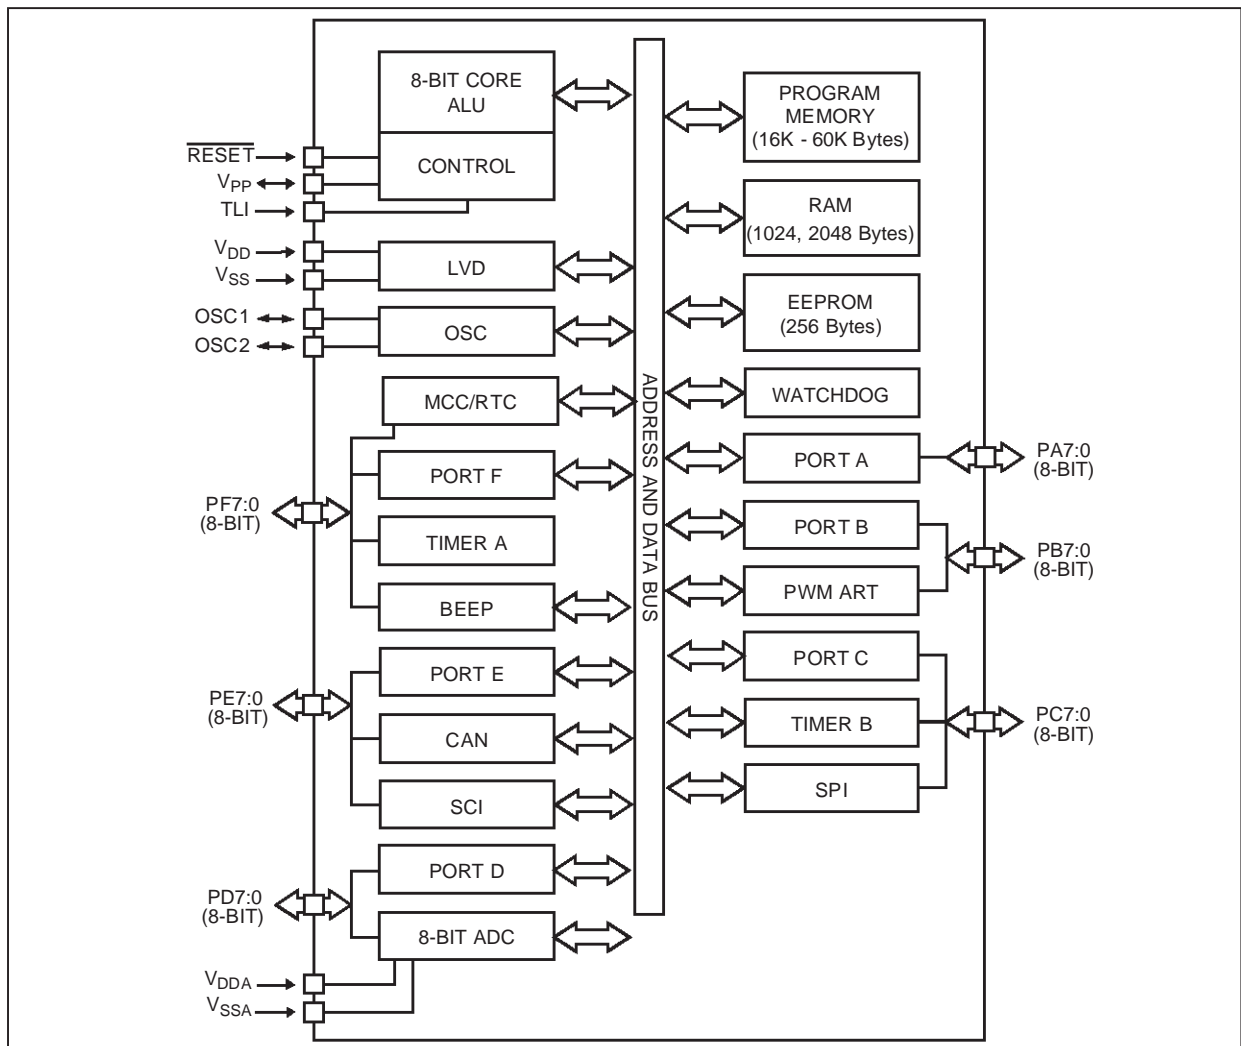 8-BIT CORE
ALU
CONTROL
RESET
VPP
TLI
VDD
VSS
LVD
OSC1
OSC2
OSC
MCC/RTC
PORT F
PF7:0
(8-BIT)
TIMER A
BEEP
PORT E
PE7:0
(8-BIT)
CAN
SCI
PORT D
PD7:0
(8-BIT)
8-BIT ADC
VDDA
VSSA
ADDRESS AND DATA BUS
PROGRAM
MEMORY
(16K - 60K Bytes)
RAM
(1024, 2048 Bytes)
EEPROM
(256 Bytes)
WATCHDOG
PORT A
PA7:0
(8-BIT)
PORT B
PB7:0
(8-BIT)
PWM ART
PORT C
TIMER B
PC7:0
(8-BIT)
SPI